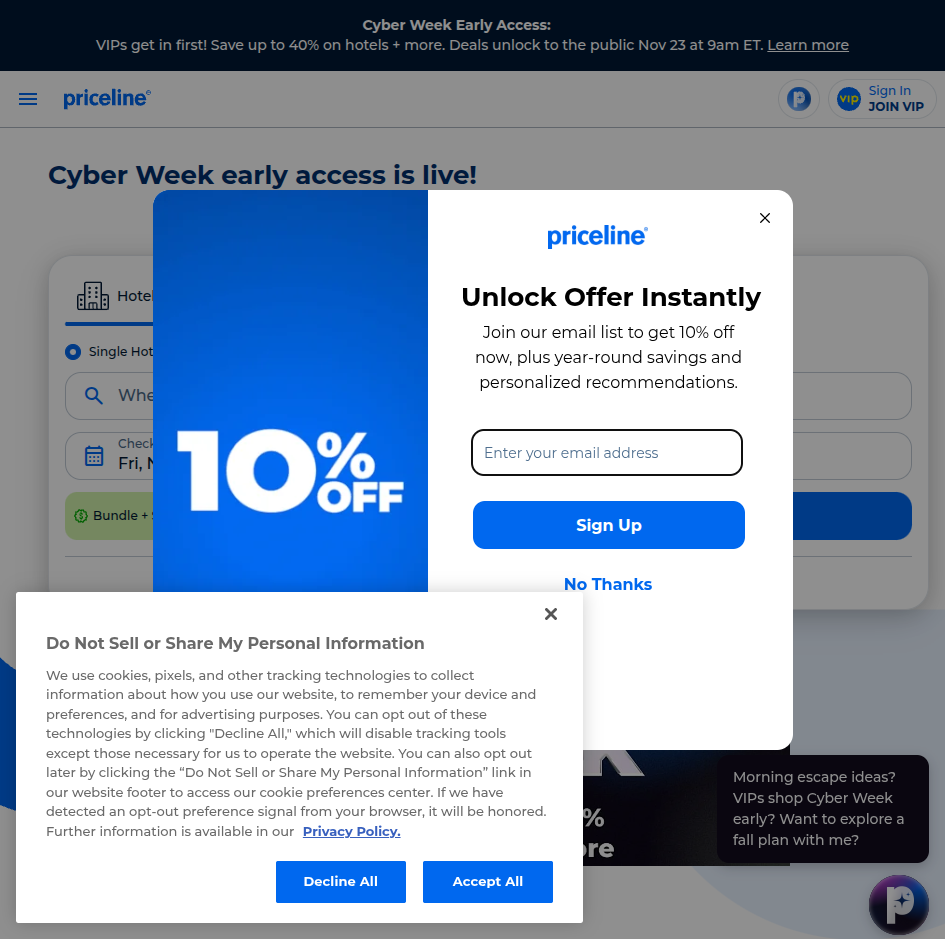 Cyber Week Early Access:
VIPs get in first! Save up to 40% on hotels + more. Deals unlock to the public Nov 23 at 9am ET. Learn more
priceline®
VIP
Sign In
JOIN VIP
Cyber Week early access is live!
priceline®
Hotel
Unlock Offer Instantly
Join our email list to get 10% off
now, plus year-round savings and
personalized recommendations.
Single Hot
Whe
Check
Fri, N
10% OFF
Enter your email address
Bundle +
Sign Up
No Thanks
Do Not Sell or Share My Personal Information
We use cookies, pixels, and other tracking technologies to collect
information about how you use our website, to remember your device and
preferences, and for advertising purposes. You can opt out of these
technologies by clicking "Decline All," which will disable tracking tools
except those necessary for us to operate the website. You can also opt out
later by clicking the “Do Not Sell or Share My Personal Information” link in
our website footer to access our cookie preferences center. If we have
detected an opt-out preference signal from your browser, it will be honored.
Further information is available in our Privacy Policy.
Decline All
Accept All
%
ore
Morning escape ideas?
VIPs shop Cyber Week
early? Want to explore a
fall plan with me?
p